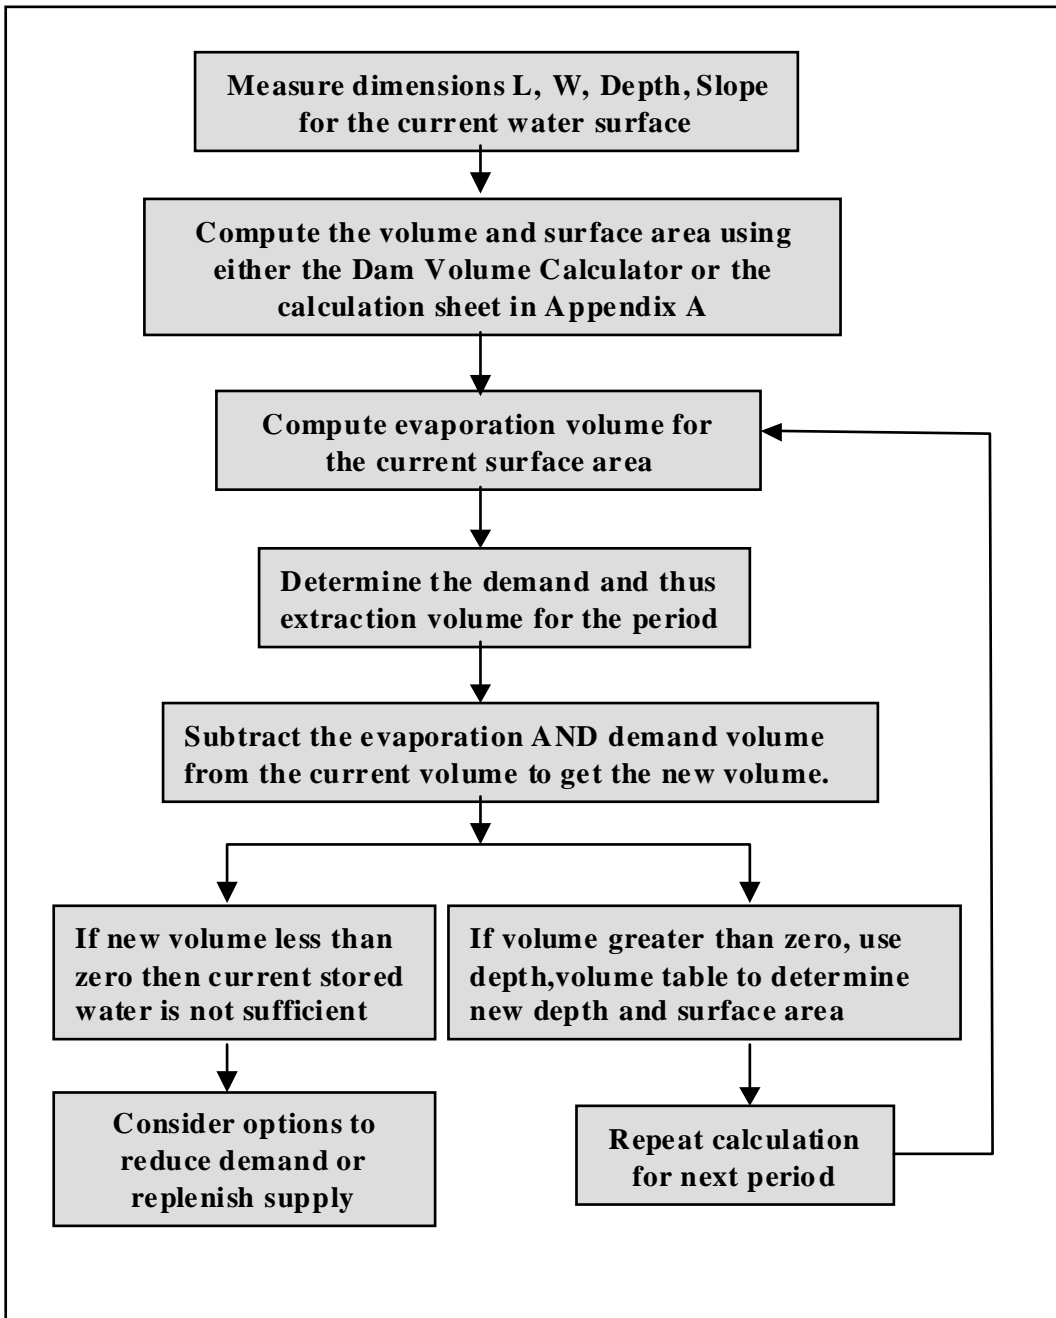 Measure dimensions L, W, Depth, Slope
for the current water surface
Compute the volume and surface area using
either the Dam Volume Calculator or the
calculation sheet in Appendix A
Compute evaporation volume for
the current surface area
Determine the demand and thus
extraction volume for the period
Subtract the evaporation AND demand volume
from the current volume to get the new volume.
If new volume less than
zero then current stored
water is not sufficient
If volume greater than zero, use
depth,volume table to determine
new depth and surface area
Consider options to
reduce demand or
replenish supply
Repeat calculation
for next period